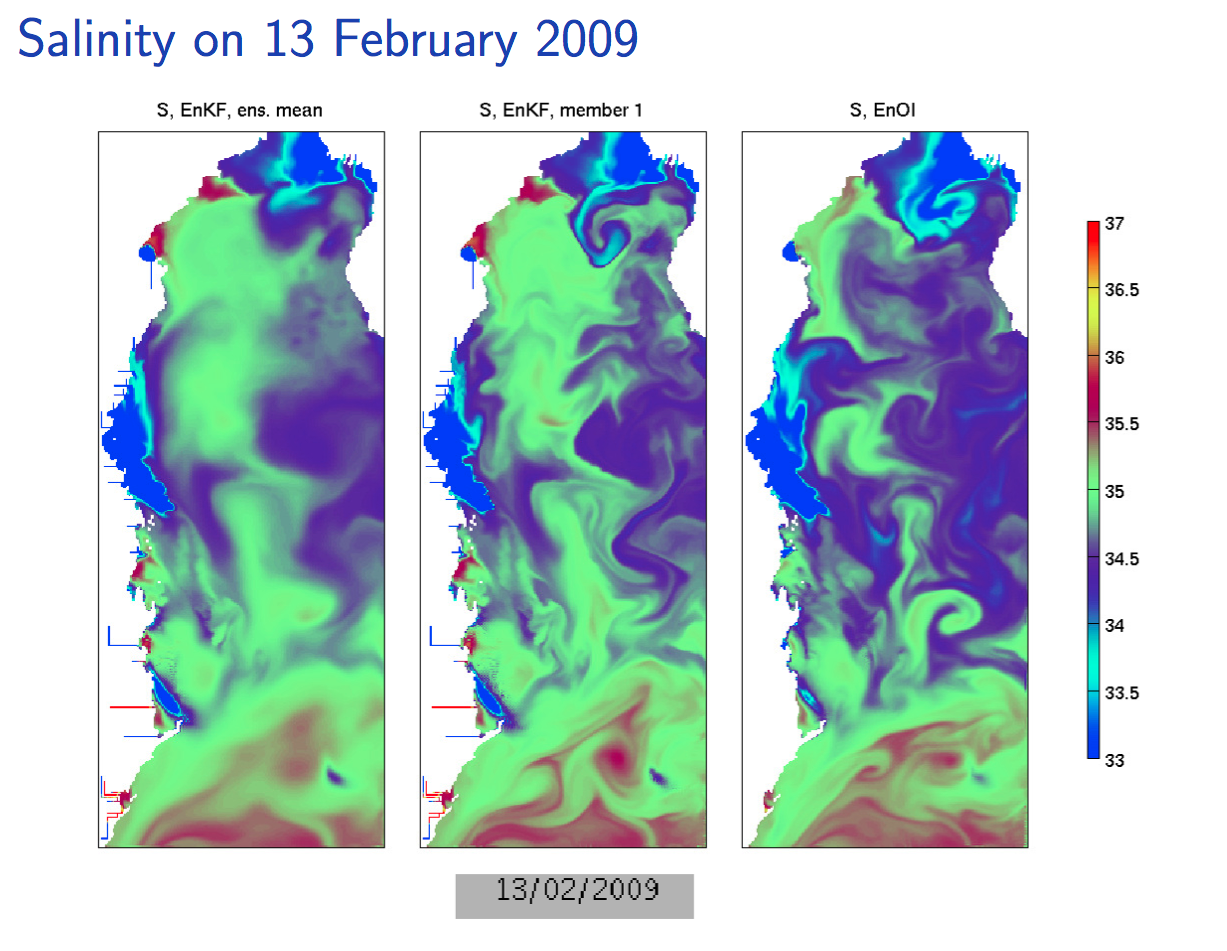 Salinity on 13 February 2009
S, EnKF, ens. mean
S, EnKF, member 1
S, EnOI
37
36.5
36
35.5
35
34.5
34
33.5
33
13/02/2009